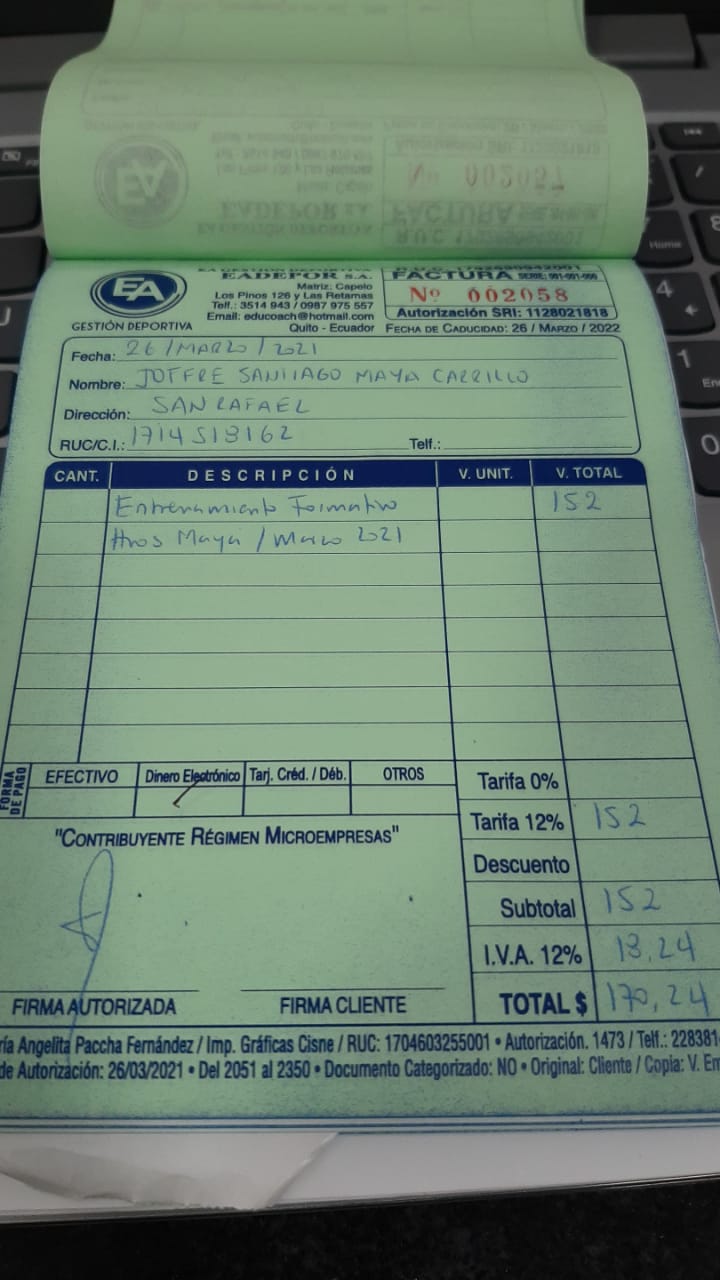 EADEPOR S.A.
Matriz: Capelo
Los Pinos 126 y Las Retamas
Telf.: 3514 943 / 0987 975 557
Email: educoach@hotmail.com
Quito - Ecuador
EA
GESTIÓN DEPORTIVA
FACTURA SERIE: 001-001-000
Nº 002058
Autorización SRI: 1128021818
FECHA DE CADUCIDAD: 26 / MARZO / 2022
Fecha: 26 / MARZO / 2021
Nombre: JOFFRE SANTIAGO MAYA CARRILLO
Dirección: SAN RAFAEL
RUC/C.I.: 1714518162 Telf.:
CANT. DESCRIPCIÓN V. UNIT. V. TOTAL
Entrenamiento Formativo 152
Hnos Maya / Marzo 2021
FORMA DE PAGO
EFECTIVO Dinero Electrónico Tarj. Créd. / Déb. OTROS
Tarifa 0%
Tarifa 12% 152
"CONTRIBUYENTE RÉGIMEN MICROEMPRESAS"
Descuento
Subtotal 152
I.V.A. 12% 18,24
FIRMA AUTORIZADA FIRMA CLIENTE TOTAL $ 170,24
ría Angelita Paccha Fernández / Imp. Gráficas Cisne / RUC: 1704603255001 • Autorización. 1473 / Telf.: 228381
de Autorización: 26/03/2021 • Del 2051 al 2350 • Documento Categorizado: NO • Original: Cliente / Copia: V. Em